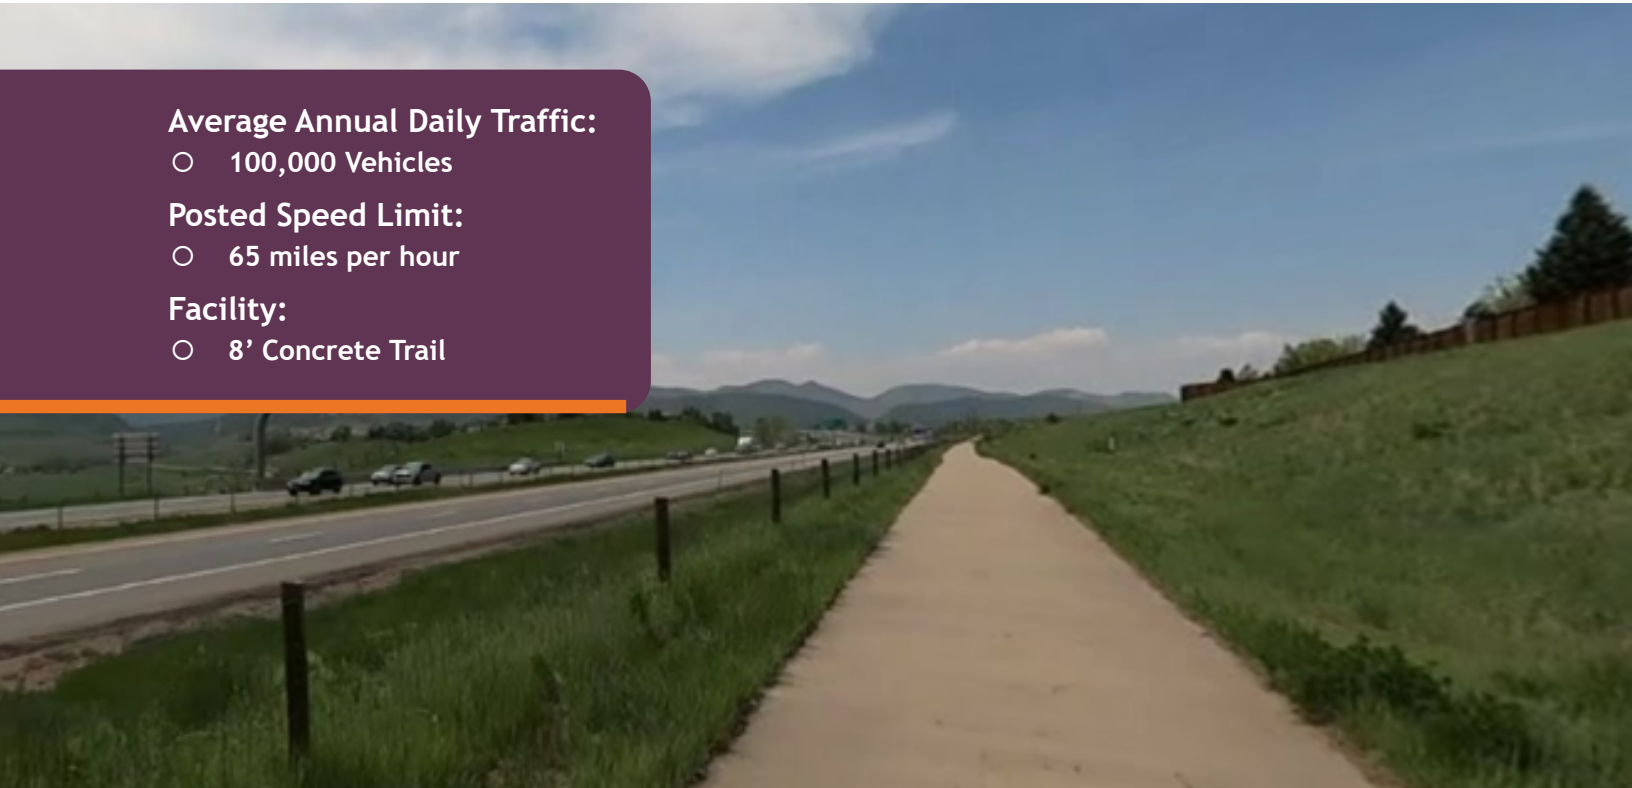 Average Annual Daily Traffic:
○ 100,000 Vehicles
Posted Speed Limit:
○ 65 miles per hour
Facility:
○ 8’ Concrete Trail